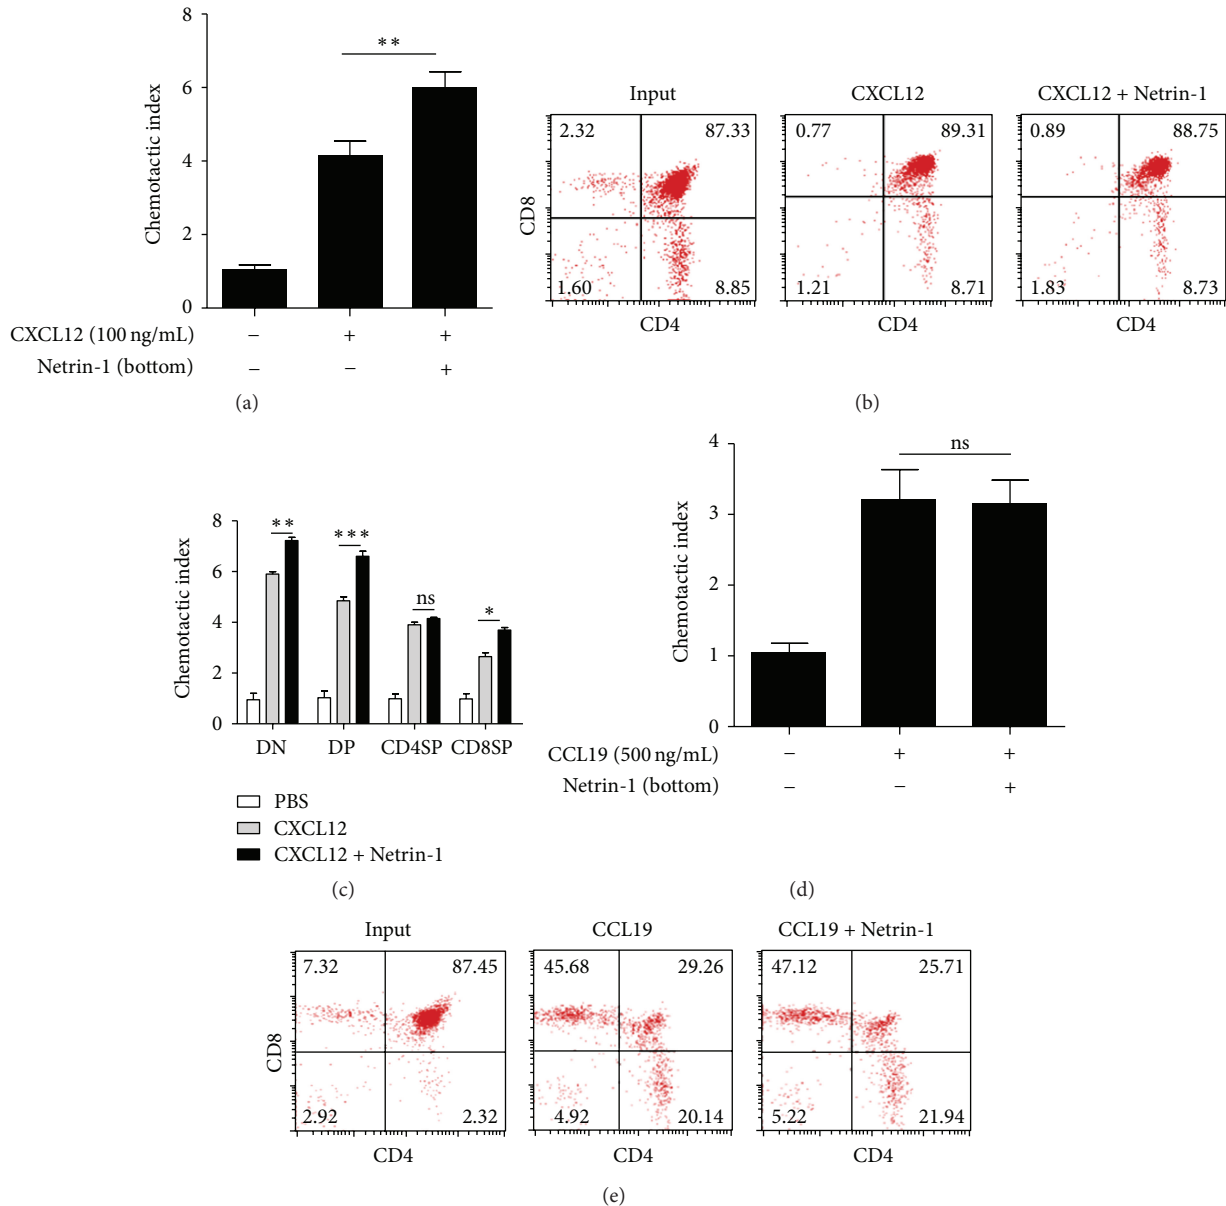 8
6
4
2
0
Chemotactic index
**
CXCL12 (100 ng/mL) − + +
Netrin-1 (bottom) − − +
(a)
Input CXCL12 CXCL12 + Netrin-1
2.32 87.33 0.77 89.31 0.89 88.75
CD8
1.60 8.85 1.21 8.71 1.83 8.73
CD4 CD4 CD4
(b)
8
6
4
2
0
Chemotactic index
** *** ns *
DN DP CD4SP CD8SP
PBS
CXCL12
CXCL12 + Netrin-1
(c)
4
3
2
1
0
Chemotactic index
ns
CCL19 (500 ng/mL) − + +
Netrin-1 (bottom) − − +
(d)
Input CCL19 CCL19 + Netrin-1
7.32 87.45 45.68 29.26 47.12 25.71
CD8
2.92 2.32 4.92 20.14 5.22 21.94
CD4 CD4 CD4
(e)